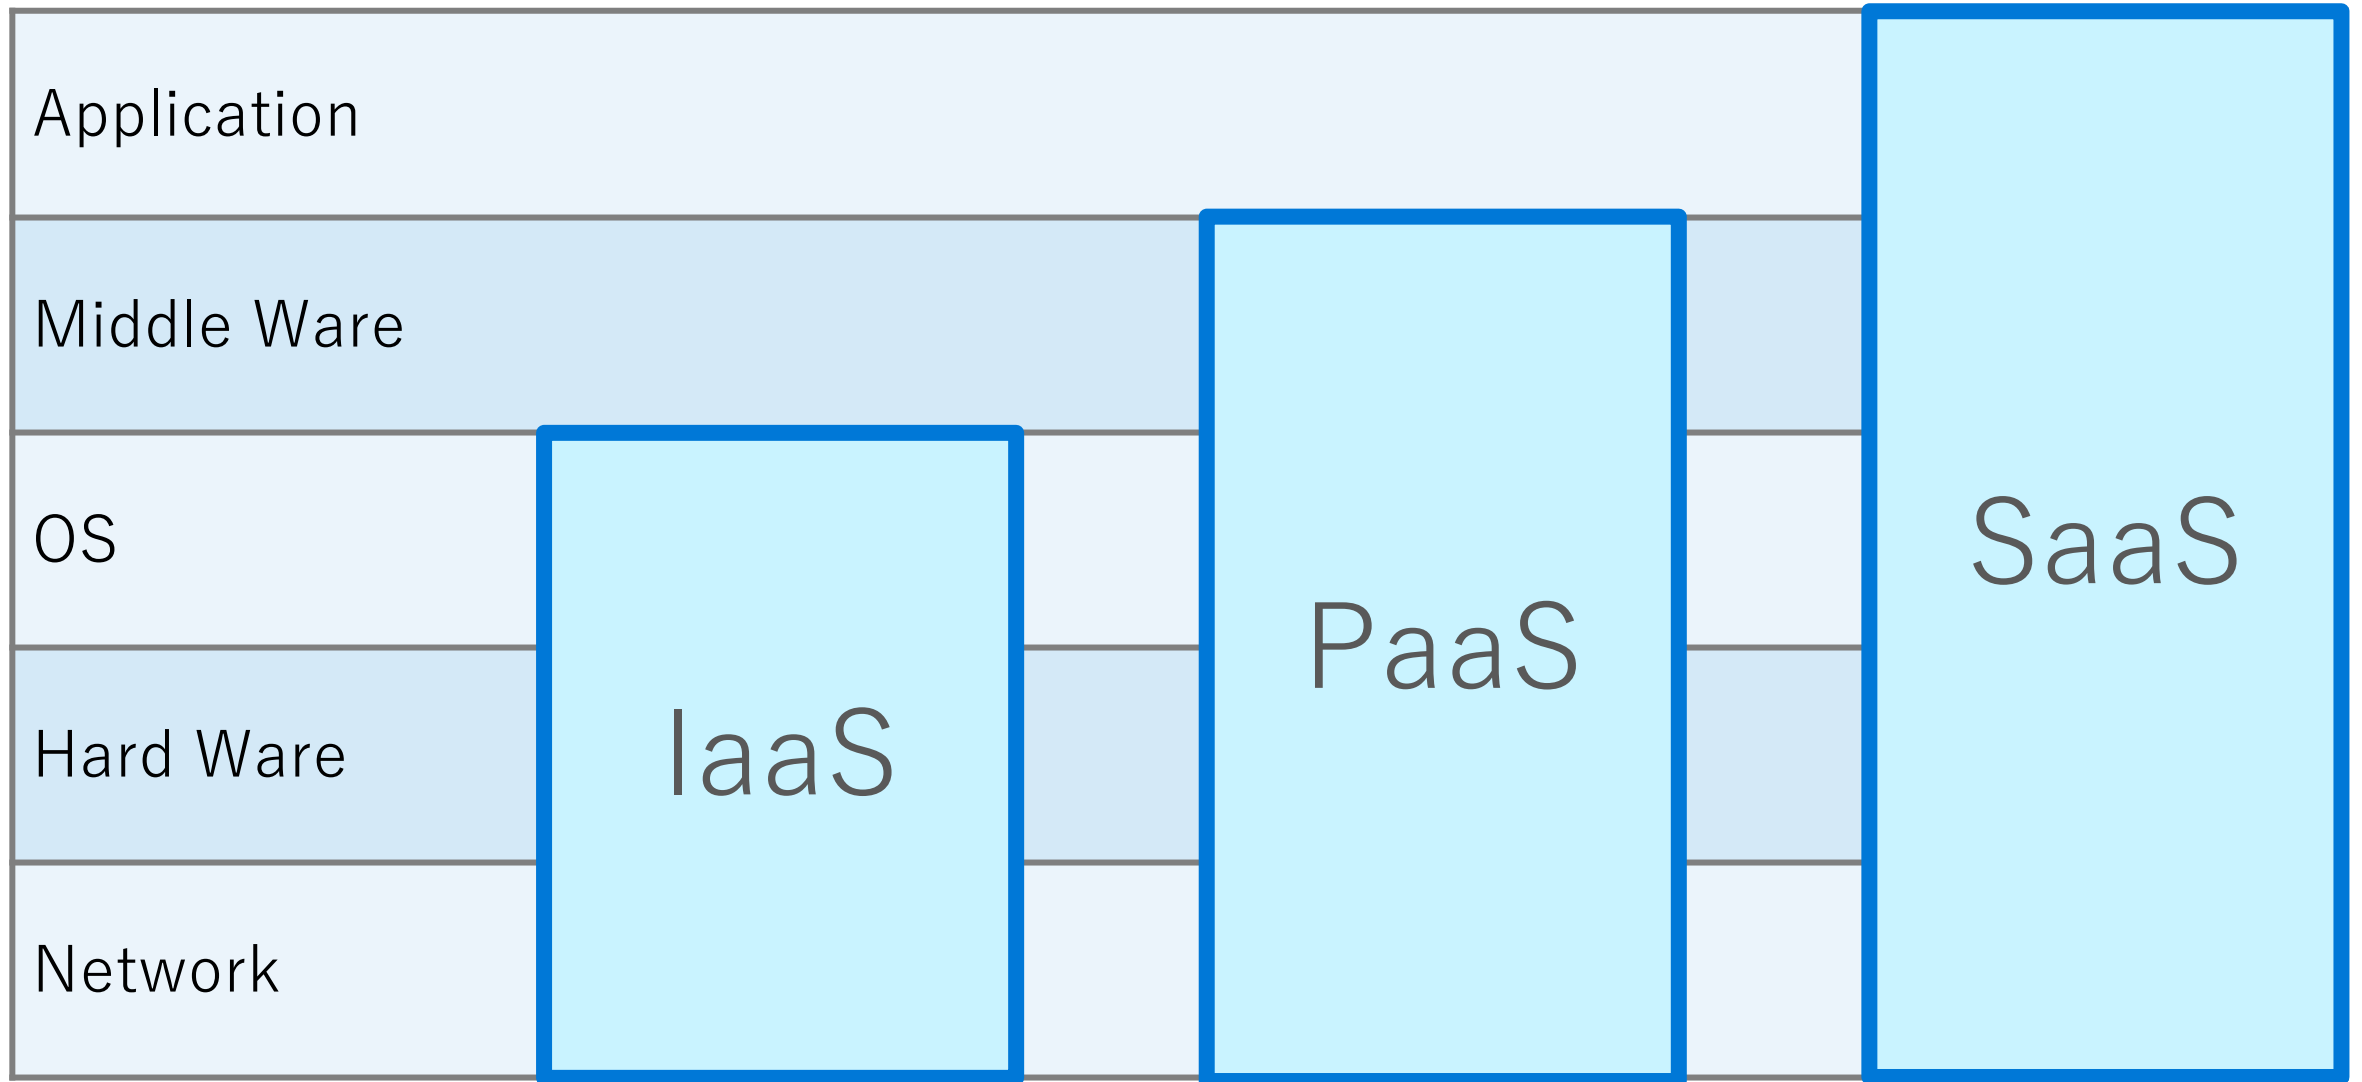 Application
Middle Ware
OS
Hard Ware
Network
IaaS
PaaS
SaaS